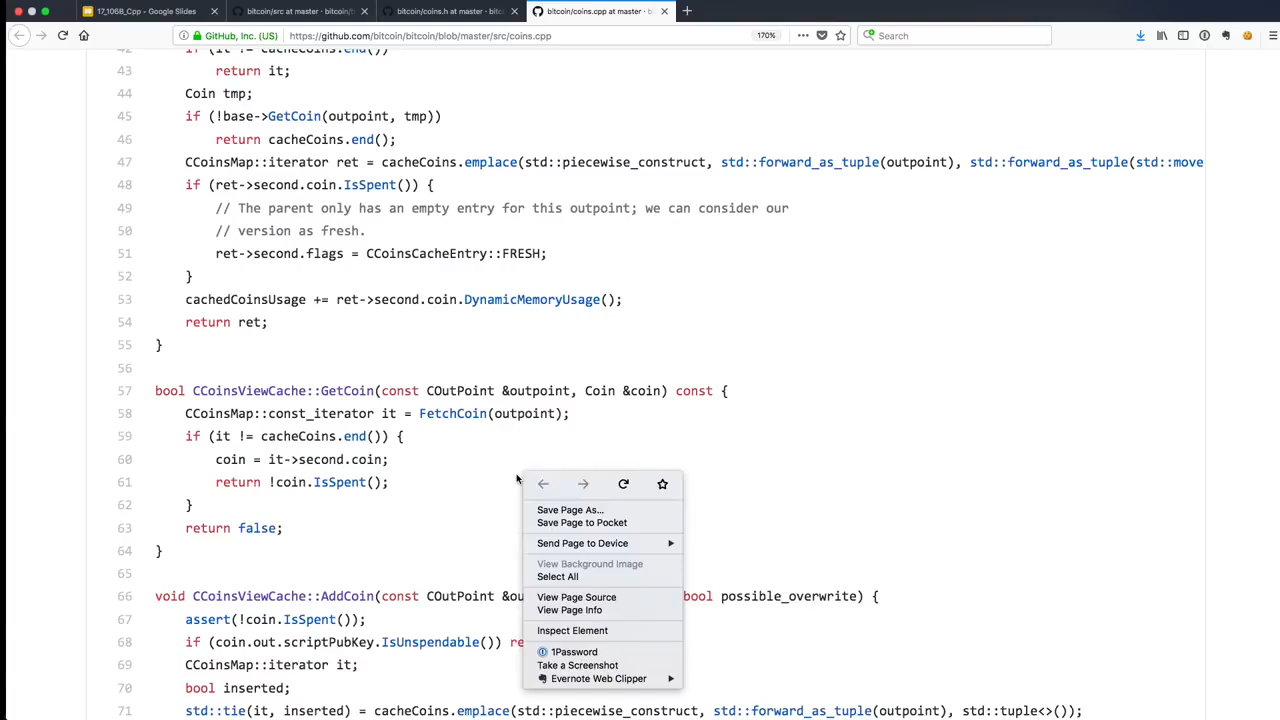 17_106B_Cpp - Google Slides
bitcoin/src at master · bitcoin/b
bitcoin/coins.h at master · bitco
bitcoin/coins.cpp at master · b
GitHub, Inc. (US)
https://github.com/bitcoin/bitcoin/blob/master/src/coins.cpp
170%
Search
42 if (it != cacheCoins.end())
43 return it;
44 Coin tmp;
45 if (!base->GetCoin(outpoint, tmp))
46 return cacheCoins.end();
47 CCoinsMap::iterator ret = cacheCoins.emplace(std::piecewise_construct, std::forward_as_tuple(outpoint), std::forward_as_tuple(std::move
48 if (ret->second.coin.IsSpent()) {
49 // The parent only has an empty entry for this outpoint; we can consider our
50 // version as fresh.
51 ret->second.flags = CCoinsCacheEntry::FRESH;
52 }
53 cachedCoinsUsage += ret->second.coin.DynamicMemoryUsage();
54 return ret;
55 }
56
57 bool CCoinsViewCache::GetCoin(const COutPoint &outpoint, Coin &coin) const {
58 CCoinsMap::const_iterator it = FetchCoin(outpoint);
59 if (it != cacheCoins.end()) {
60 coin = it->second.coin;
61 return !coin.IsSpent();
62 }
63 return false;
64 }
65
66 void CCoinsViewCache::AddCoin(const COutPoint &ou bool possible_overwrite) {
67 assert(!coin.IsSpent());
68 if (coin.out.scriptPubKey.IsUnspendable()) re
69 CCoinsMap::iterator it;
70 bool inserted;
71 std::tie(it, inserted) = cacheCoins.emplace(std::piecewise_construct, std::forward_as_tuple(outpoint), std::tuple<>());
Save Page As...
Save Page to Pocket
Send Page to Device
View Background Image
Select All
View Page Source
View Page Info
Inspect Element
1Password
Take a Screenshot
Evernote Web Clipper